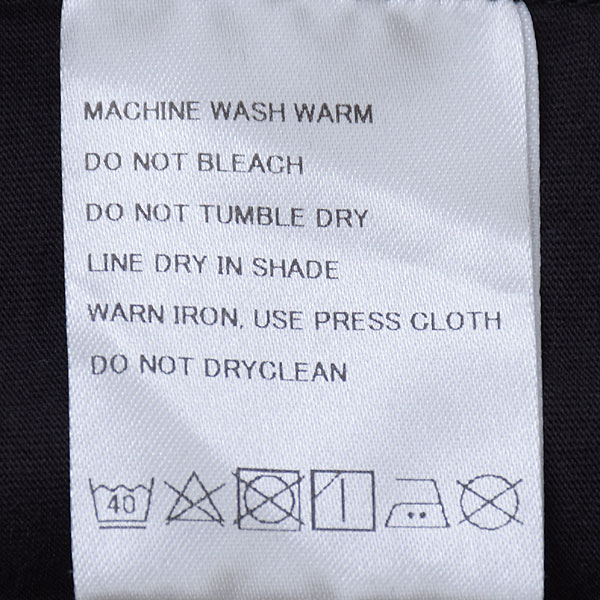 MACHINE WASH WARM
DO NOT BLEACH
DO NOT TUMBLE DRY
LINE DRY IN SHADE
WARN IRON, USE PRESS CLOTH
DO NOT DRYCLEAN
40